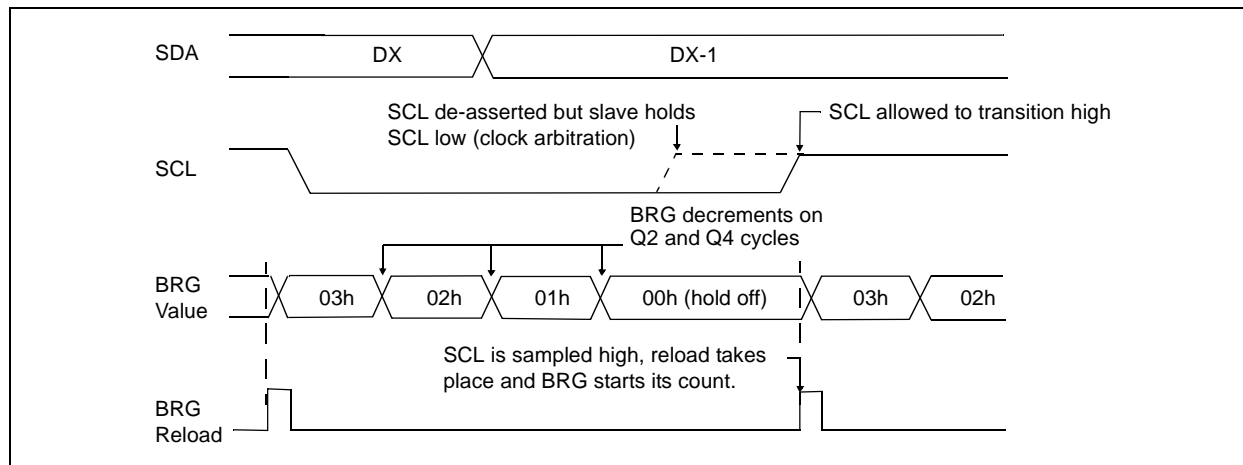 SDA
DX
DX-1
SCL de-asserted but slave holds
SCL low (clock arbitration)
SCL allowed to transition high
SCL
BRG decrements on
Q2 and Q4 cycles
BRG
Value
03h
02h
01h
00h (hold off)
03h
02h
SCL is sampled high, reload takes
place and BRG starts its count.
BRG
Reload